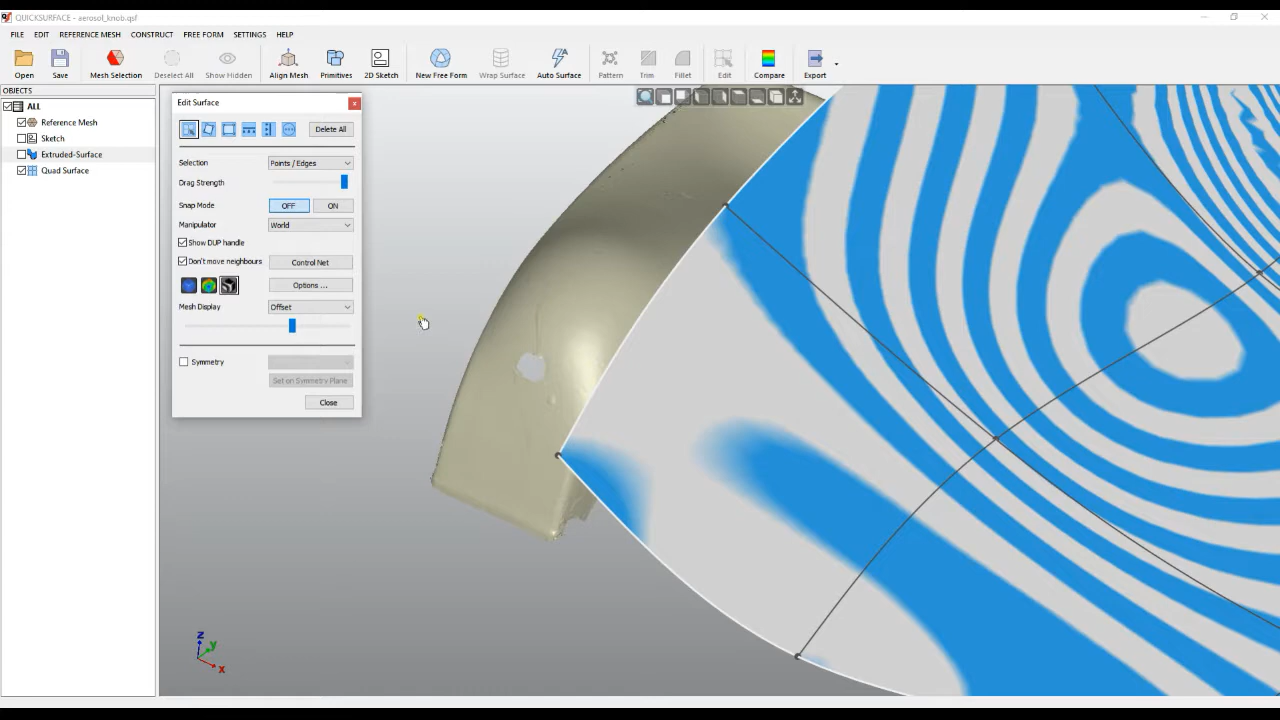 QUICKSURFACE - aerosol_knob.qsf
FILE EDIT REFERENCE MESH CONSTRUCT FREE FORM SETTINGS HELP
Open Save Mesh Selection Deselect All Show Hidden Align Mesh Primitives 2D Sketch New Free Form Wrap Surface Auto Surface Pattern Trim Fillet Edit Compare Export
OBJECTS
ALL
Reference Mesh
Sketch
Extruded-Surface
Quad Surface
Edit Surface
Delete All
Selection Points / Edges
Drag Strength
Snap Mode OFF ON
Manipulator World
Show DUP handle
Don't move neighbours Control Net
Options ...
Mesh Display Offset
Symmetry
Set on Symmetry Plane
Close
z
y
x